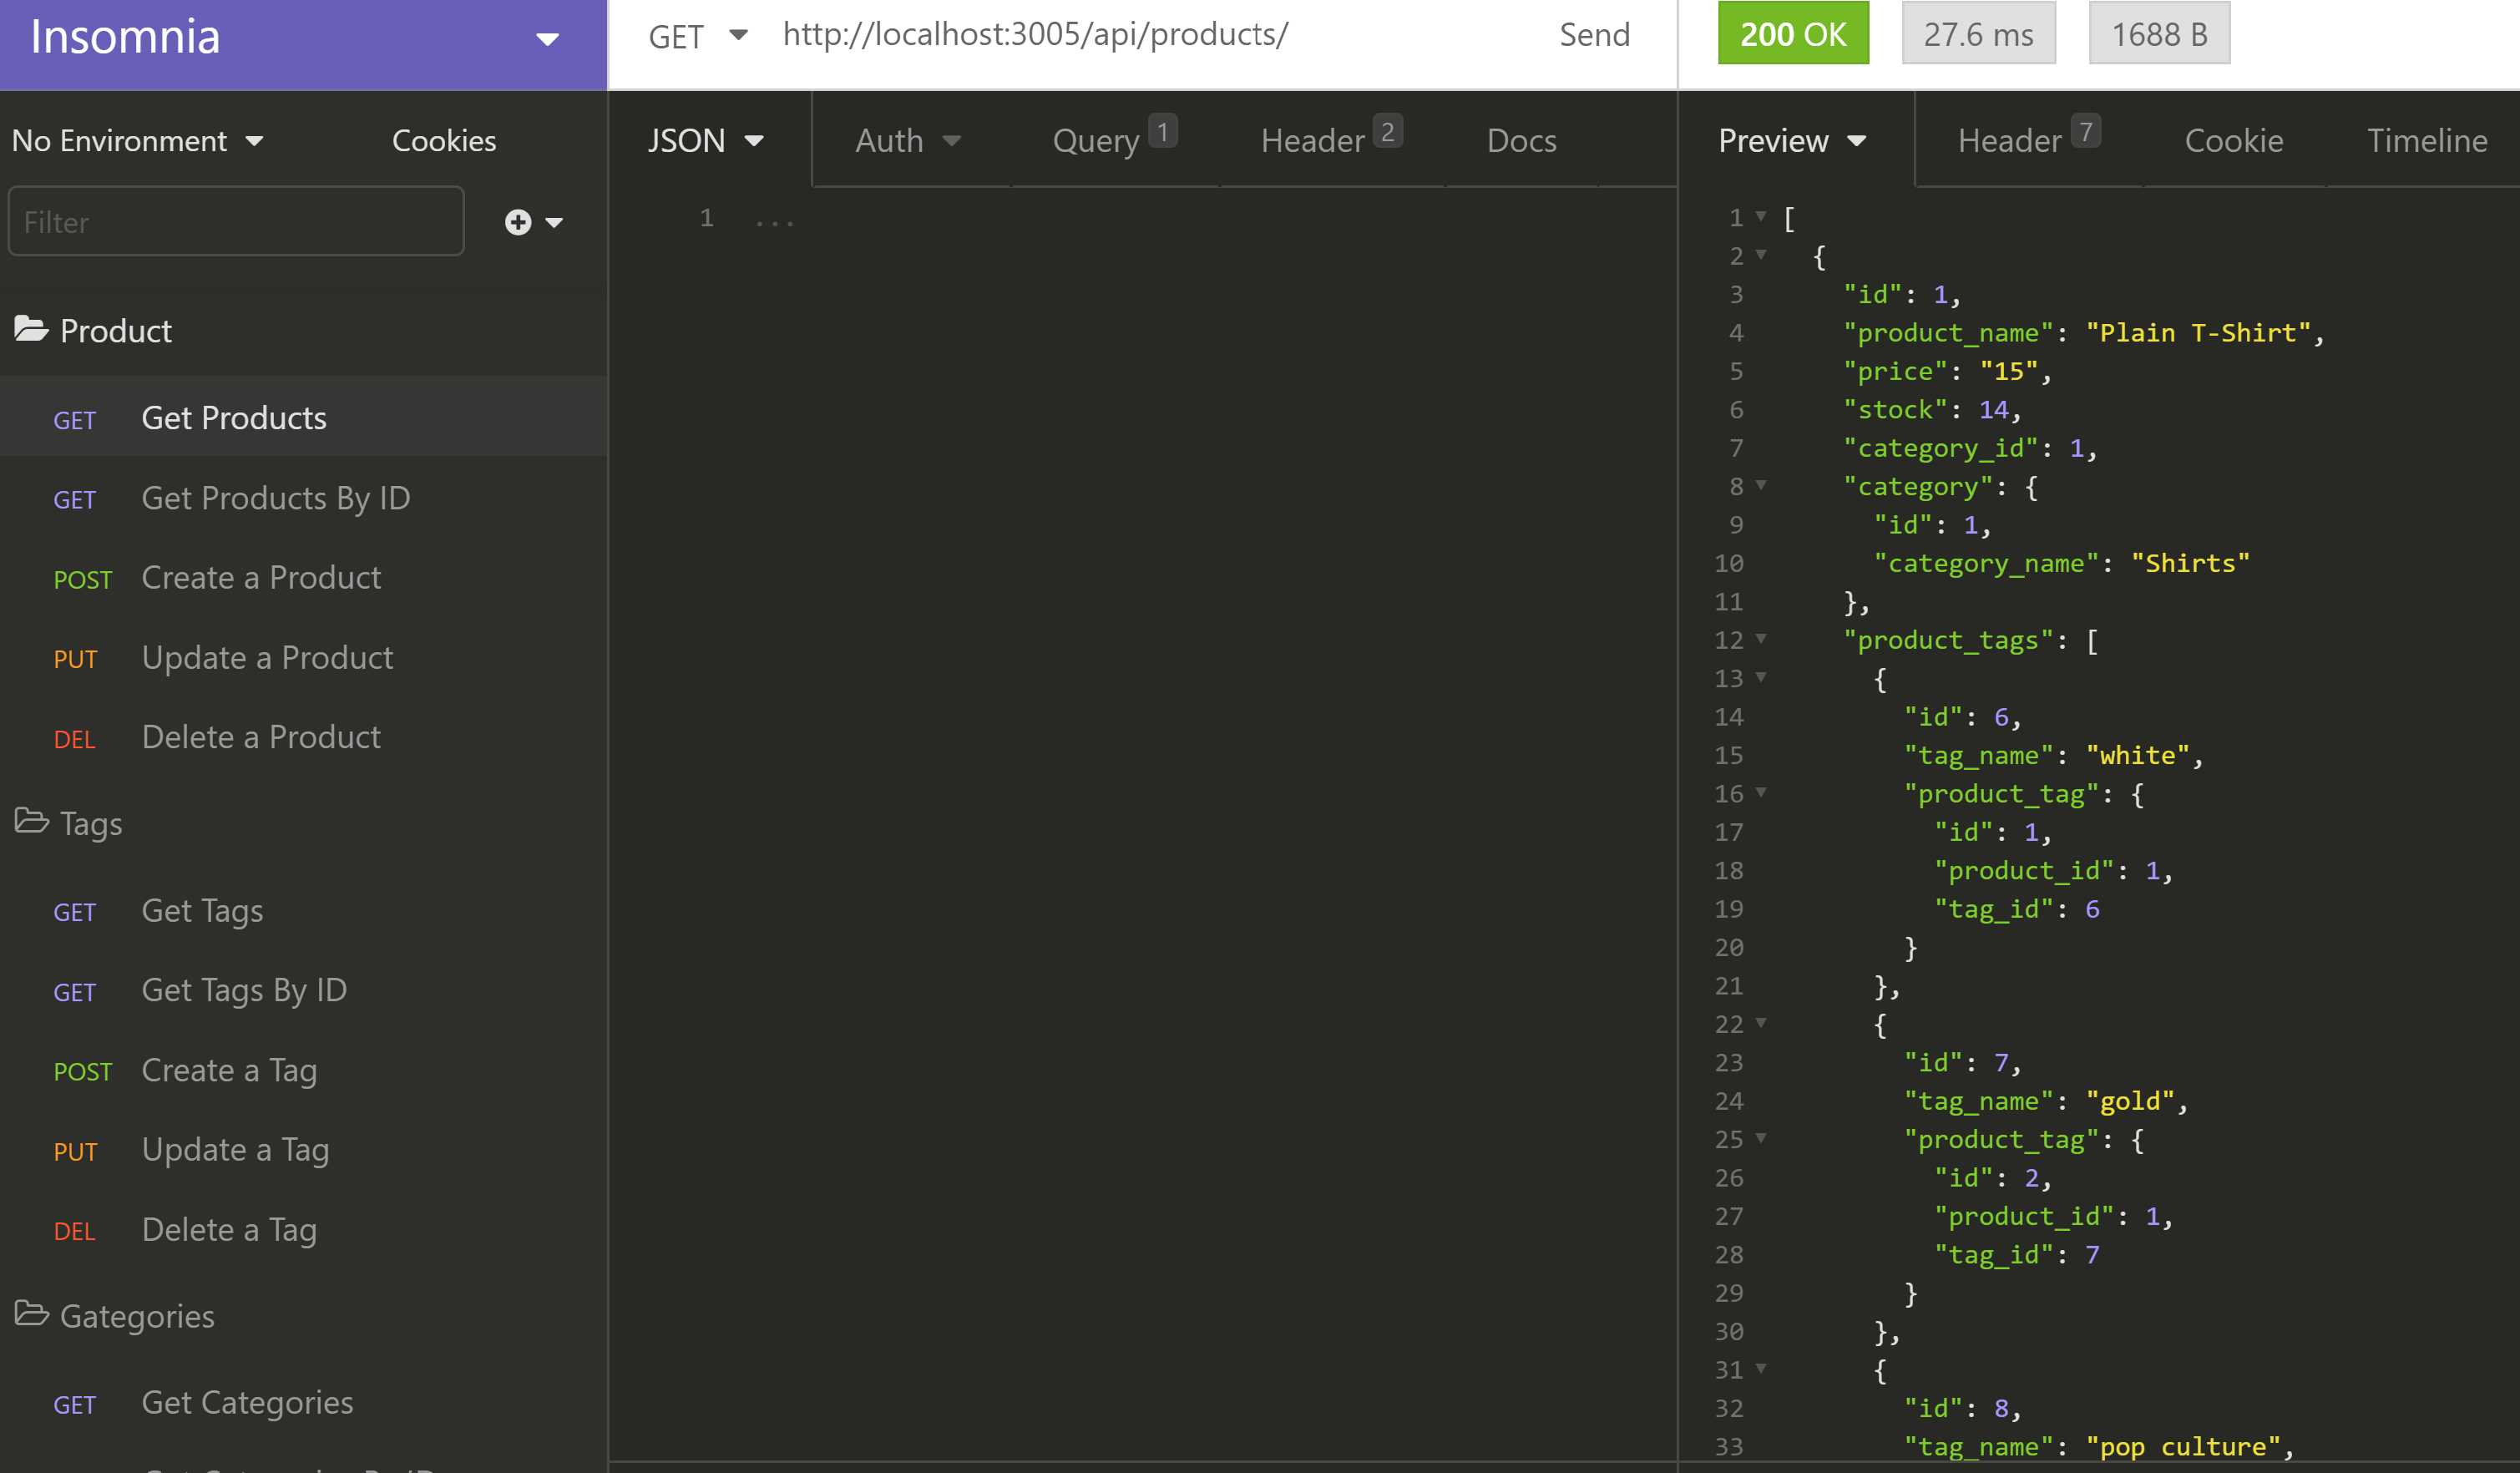 Insomnia
GET http://localhost:3005/api/products/ Send
200 OK 27.6 ms 1688 B
No Environment Cookies
Filter
Product
GET Get Products
GET Get Products By ID
POST Create a Product
PUT Update a Product
DEL Delete a Product
Tags
GET Get Tags
GET Get Tags By ID
POST Create a Tag
PUT Update a Tag
DEL Delete a Tag
Gategories
GET Get Categories
JSON Auth Query 1 Header 2 Docs
1 ...
Preview Header 7 Cookie Timeline
1 [
2 {
3 "id": 1,
4 "product_name": "Plain T-Shirt",
5 "price": "15",
6 "stock": 14,
7 "category_id": 1,
8 "category": {
9 "id": 1,
10 "category_name": "Shirts"
11 },
12 "product_tags": [
13 {
14 "id": 6,
15 "tag_name": "white",
16 "product_tag": {
17 "id": 1,
18 "product_id": 1,
19 "tag_id": 6
20 }
21 },
22 {
23 "id": 7,
24 "tag_name": "gold",
25 "product_tag": {
26 "id": 2,
27 "product_id": 1,
28 "tag_id": 7
29 }
30 },
31 {
32 "id": 8,
33 "tag_name": "pop culture",